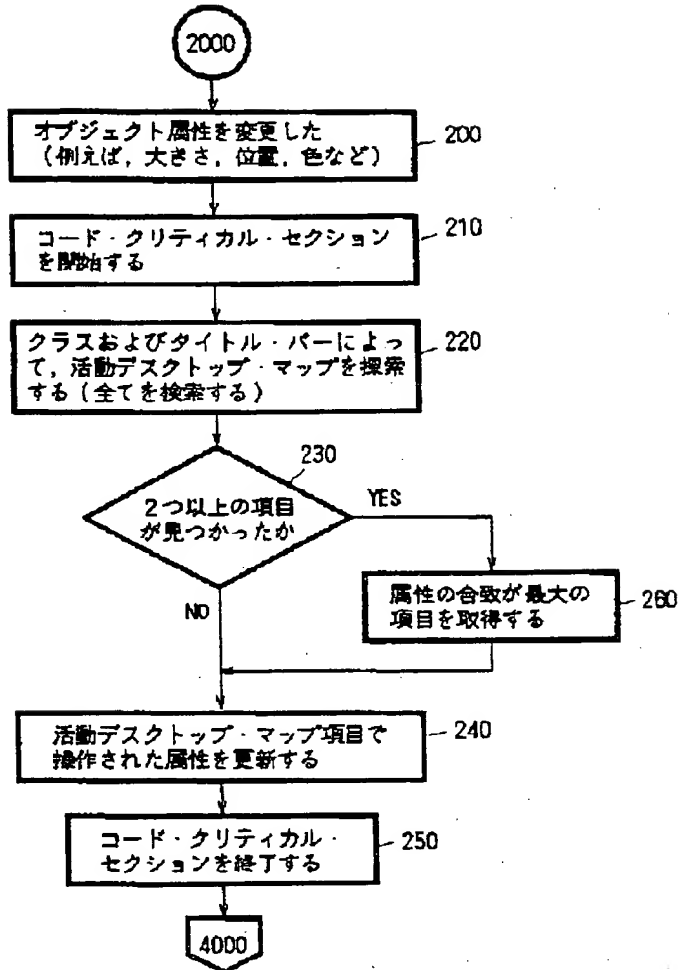 2000
オブジェクト属性を変更した
(例えば，大きさ，位置，色など)
200
コード・クリティカル・セクション
を開始する
210
クラスおよびタイトル・バーによっ
て，活動デスクトップ・マップを探索
する(全てを検索する)
220
230
2つ以上の項目
が見つかったか
YES
属性の合致が最大の
項目を取得する
260
NO
活動デスクトップ・マップ項目で
操作された属性を更新する
240
コード・クリティカル・
セクションを終了する
250
4000